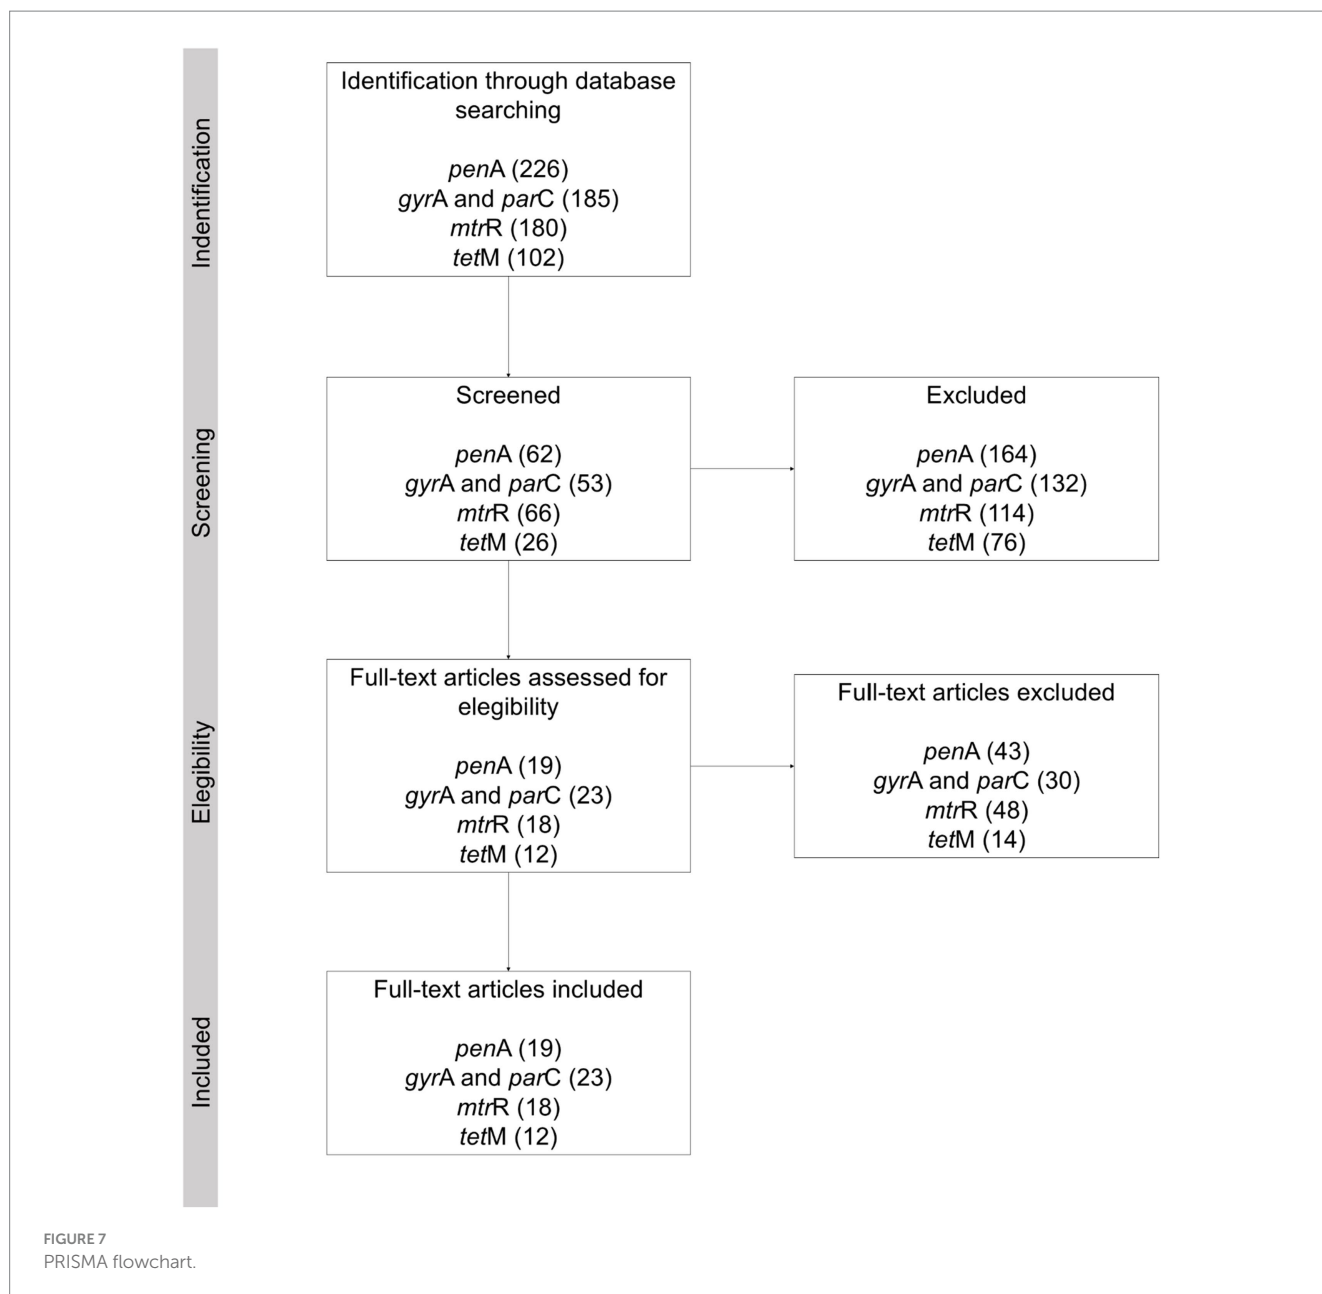 Indentification
Identification through database
searching
penA (226)
gyrA and parC (185)
mtrR (180)
tetM (102)
Screening
Screened
penA (62)
gyrA and parC (53)
mtrR (66)
tetM (26)
Excluded
penA (164)
gyrA and parC (132)
mtrR (114)
tetM (76)
Elegibility
Full-text articles assessed for
elegibility
penA (19)
gyrA and parC (23)
mtrR (18)
tetM (12)
Full-text articles excluded
penA (43)
gyrA and parC (30)
mtrR (48)
tetM (14)
Included
Full-text articles included
penA (19)
gyrA and parC (23)
mtrR (18)
tetM (12)
FIGURE 7
PRISMA flowchart.